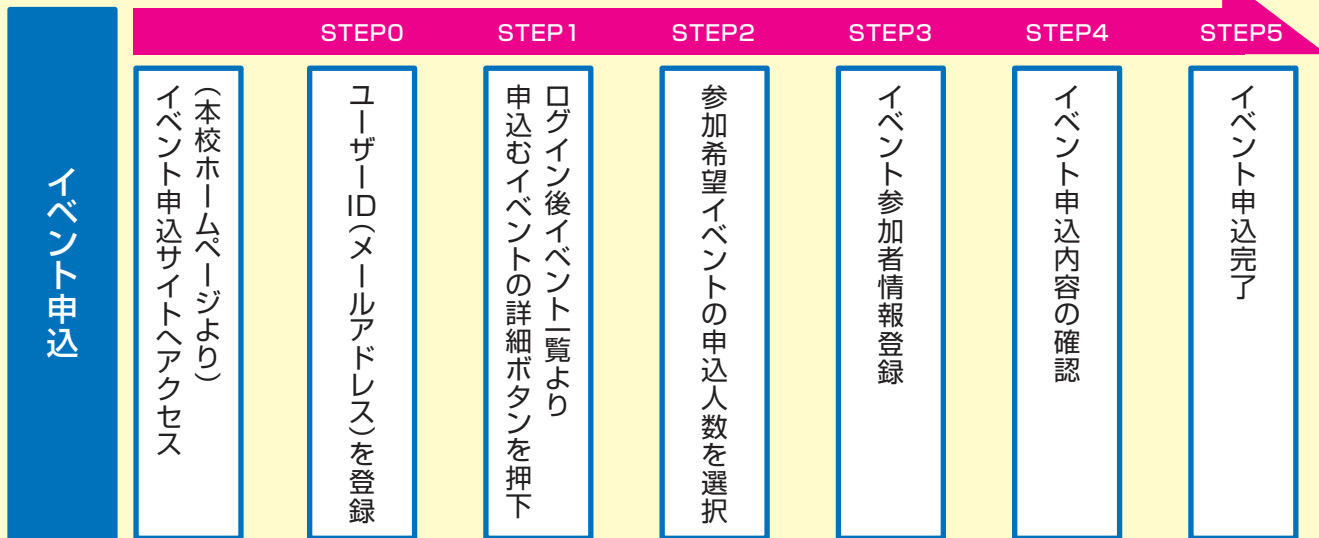 イベント申込
(本校ホームページより)
イベント申込サイトへアクセス
STEP0
ユーザーID(メールアドレス)を登録
STEP1
ログイン後イベント一覧より
申込むイベントの詳細ボタンを押下
STEP2
参加希望イベントの申込人数を選択
STEP3
イベント参加者情報登録
STEP4
イベント申込内容の確認
STEP5
イベント申込完了